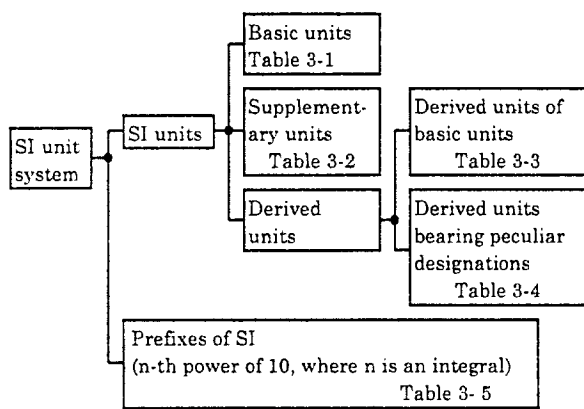 SI unit
system
SI units
Basic units
Table 3-1
Supplement-
ary units
Table 3-2
Derived
units
Derived units of
basic units
Table 3-3
Derived units
bearing peculiar
designations
Table 3-4
Prefixes of SI
(n-th power of 10, where n is an integral)
Table 3- 5